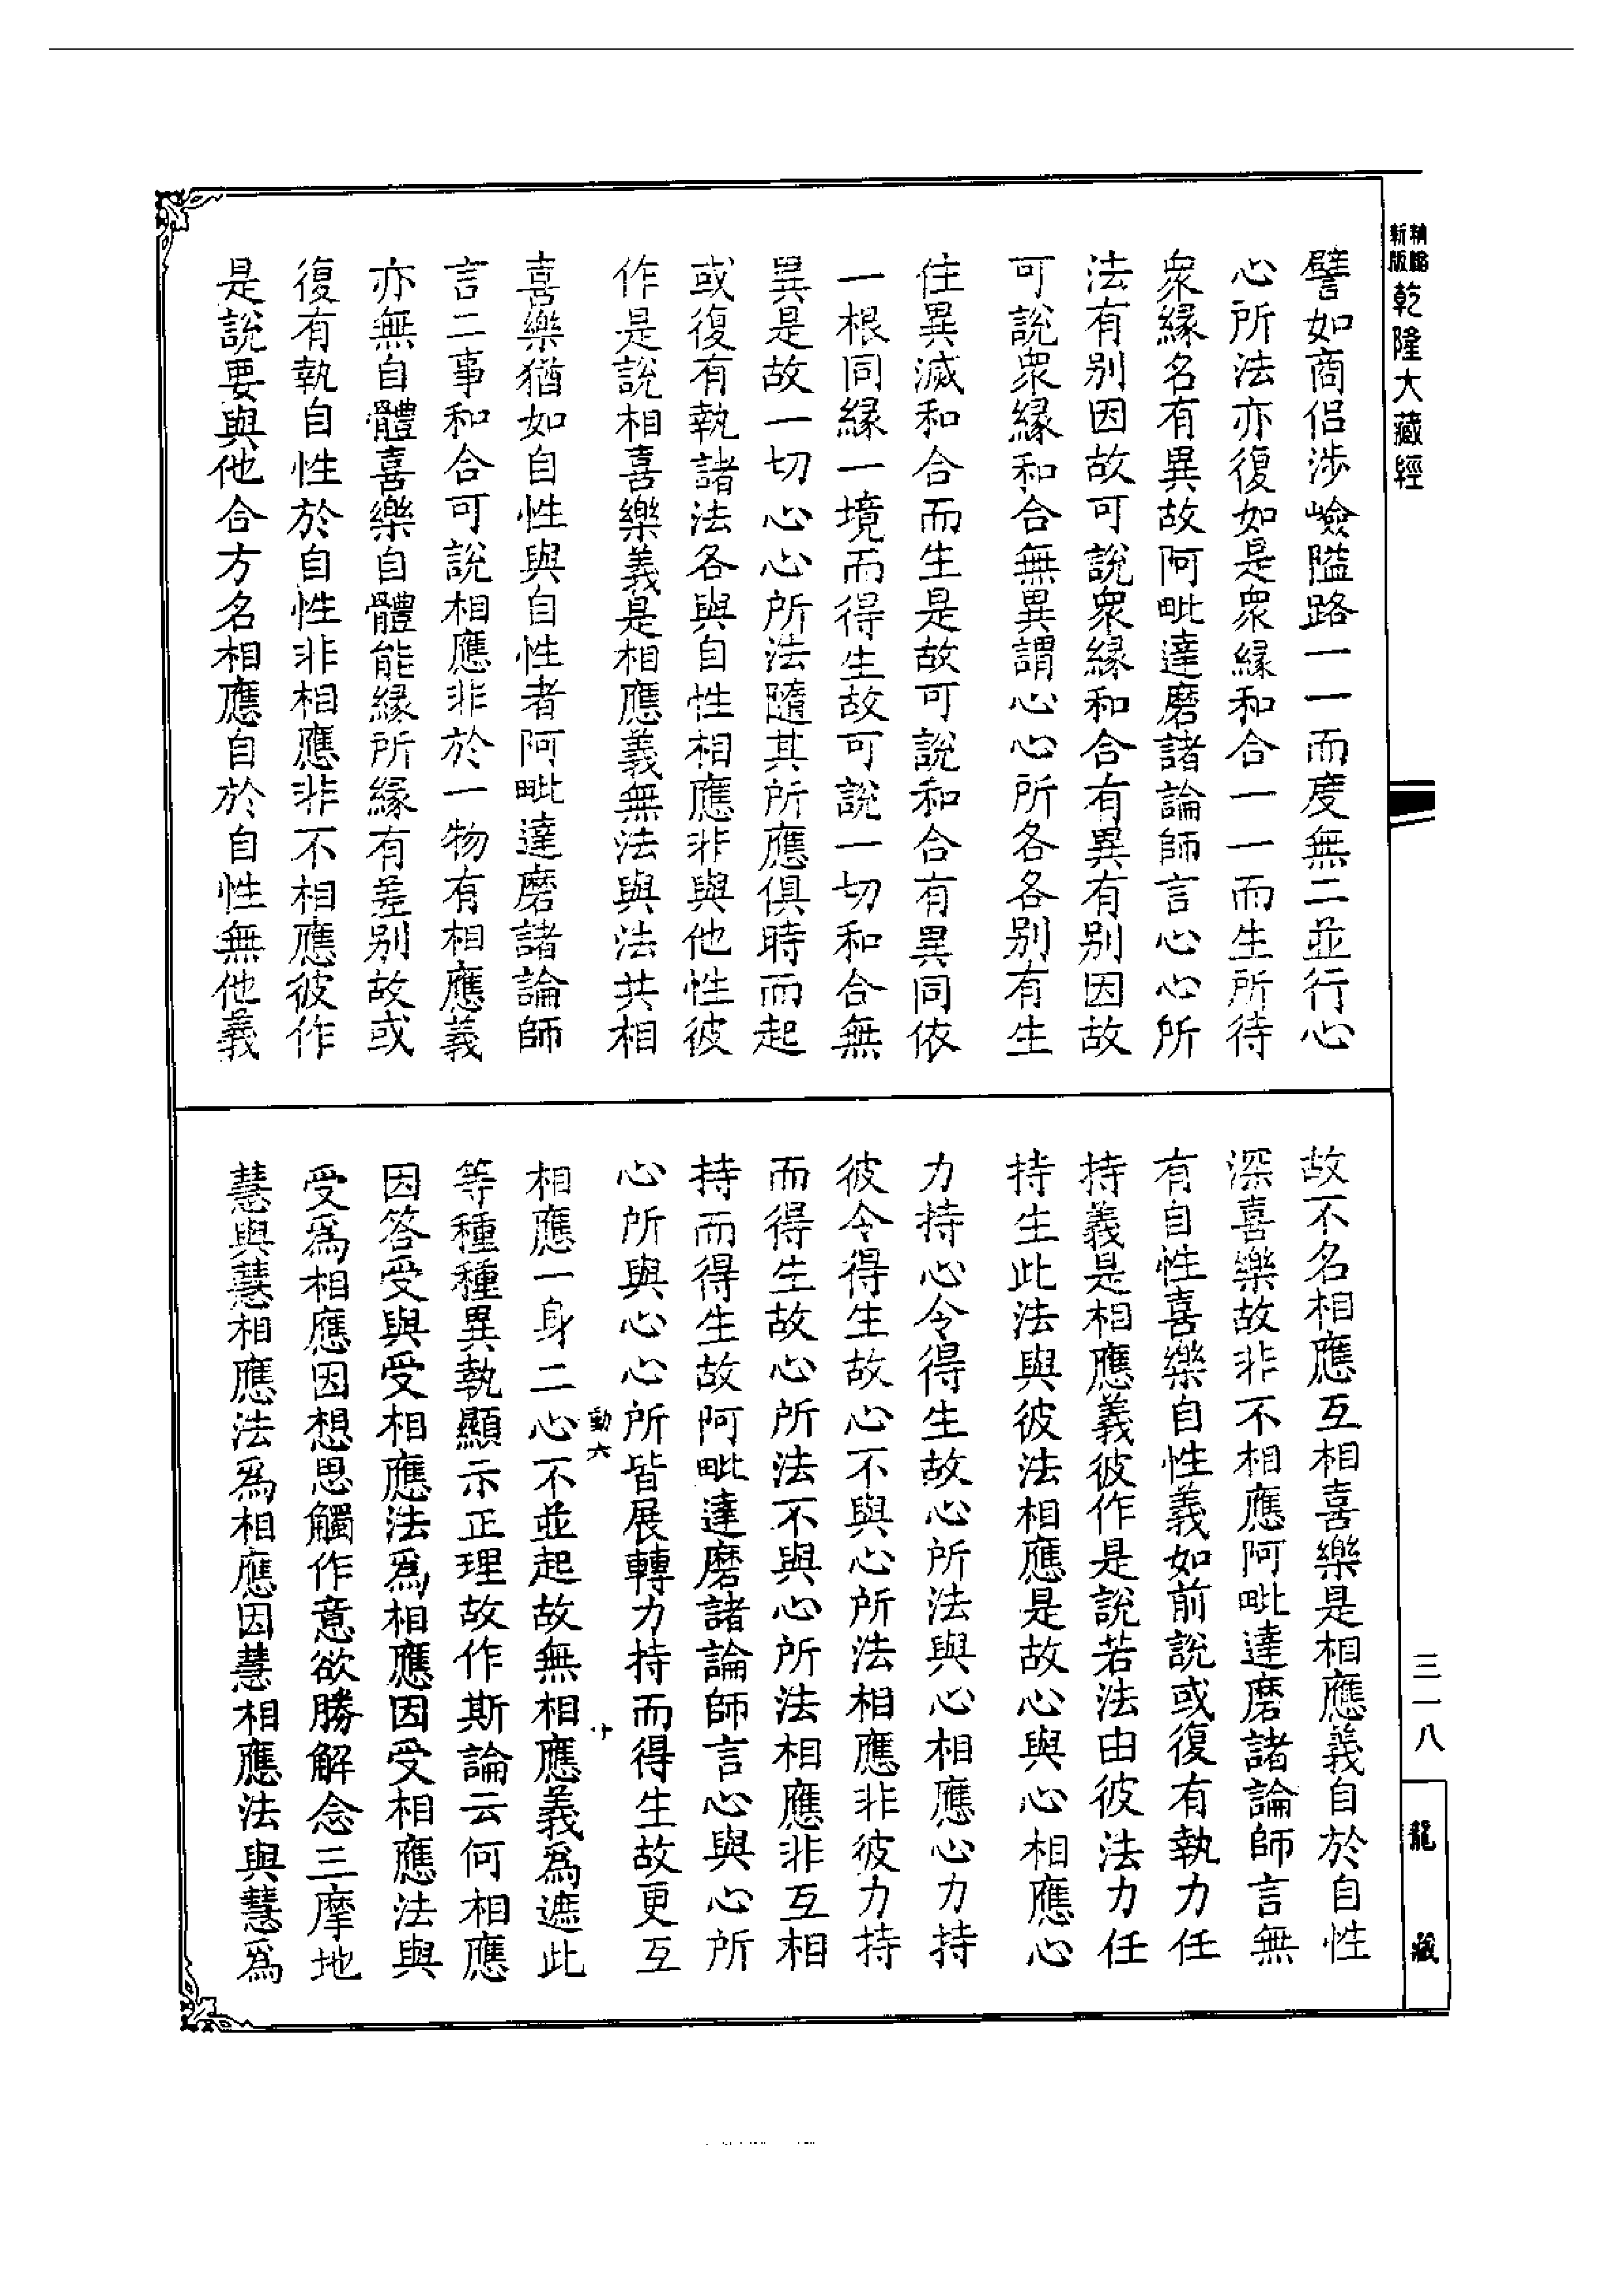 新版精縮乾隆大藏經
譬如商侶涉嶮隘路一一而度無二並行心
心所法亦復如是衆緣和合一一而生所待
衆緣名有異故阿毗達磨諸論師言心心所
法有别因故可說衆緣和合有異有别因故
可說衆緣和合無異謂心心所各各别有生
住異滅和合而生是故可說和合有異同依
一根同緣一境而得生故可說一切和合無
異是故一切心心所法隨其所應俱時而起
或復有執諸法各與自性相應非與他性彼
作是說相喜樂義是相應義無法與法共相
喜樂猶如自性與自性者阿毗達磨諸論師
言二事和合可說相應非於一物有相應義
亦無自體喜樂自體能緣所緣有差别故或
復有執自性於自性非相應非不相應彼作
是說要與他合方名相應自於自性無他義
故不名相應互相喜樂是相應義自於自性
深喜樂故非不相應阿毗達磨諸論師言無
有自性喜樂自性義如前說或復有執力任
持義是相應義彼作是說若法由彼法力任
持生此法與彼法相應是故心與心相應心
力持心令得生故心所法與心相應心力持
彼令得生故心不與心所法相應非彼力持
而得生故心所法不與心所法相應非互相
持而得生故阿毗達磨諸論師言心與心所
心所與心心所皆展轉力持而得生故更互
動六
十
相應一身二心不並起故無相應義爲遮此
等種種異執顯示正理故作斯論云何相應
因答受與受相應法爲相應因受相應法與
受爲相應因想思觸作意欲勝解念三摩地
慧與慧相應法爲相應因慧相應法與慧爲
三一八
龍藏